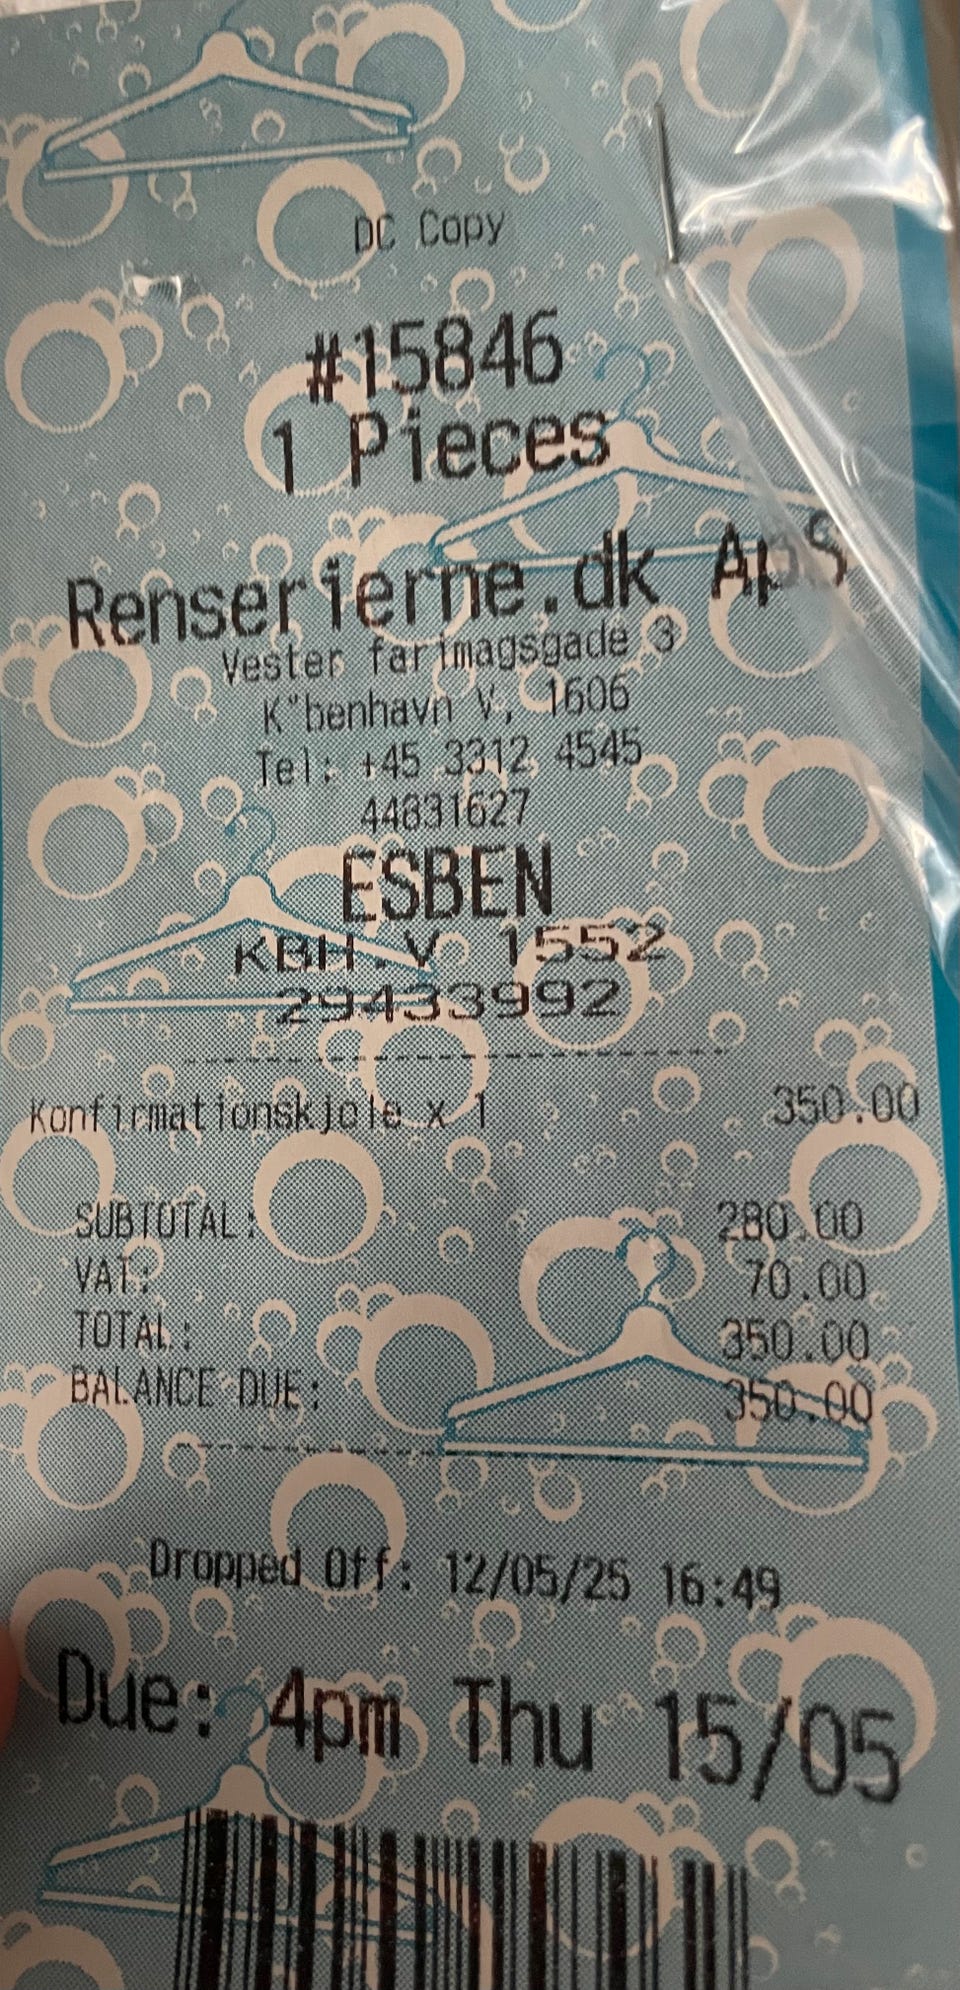 DC Copy
#15846
1 Pieces
Renserierne.dk ApS
Vester farimagsgade 3
K"benhavn V, 1606
Tel: +45 3312 4545
44831627
ESBEN
KBH.V 1552
29433992
Konfirmationskjole x 1 350.00
SUBTOTAL: 280.00
VAT: 70.00
TOTAL: 350.00
BALANCE DUE: 350.00
Dropped Off: 12/05/25 16:49
Due: 4pm Thu 15/05